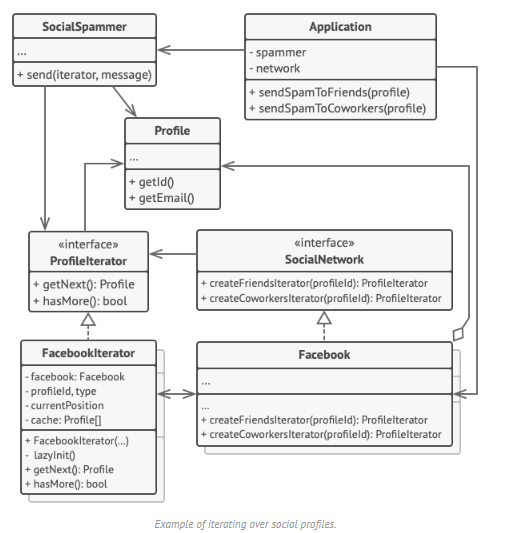 SocialSpammer
...
+ send(iterator, message)
Application
- spammer
- network
+ sendSpamToFriends(profile)
+ sendSpamToCoworkers(profile)
Profile
...
+ getId()
+ getEmail()
«interface»
ProfileIterator
+ getNext(): Profile
+ hasMore(): bool
«interface»
SocialNetwork
+ createFriendsIterator(profileId): ProfileIterator
+ createCoworkersIterator(profileId): ProfileIterator
FacebookIterator
- facebook: Facebook
- profileId, type
- currentPosition
- cache: Profile[]
+ FacebookIterator(...)
- lazyInit()
+ getNext(): Profile
+ hasMore(): bool
Facebook
...
...
+ createFriendsIterator(profileId): ProfileIterator
+ createCoworkersIterator(profileId): ProfileIterator
Example of iterating over social profiles.